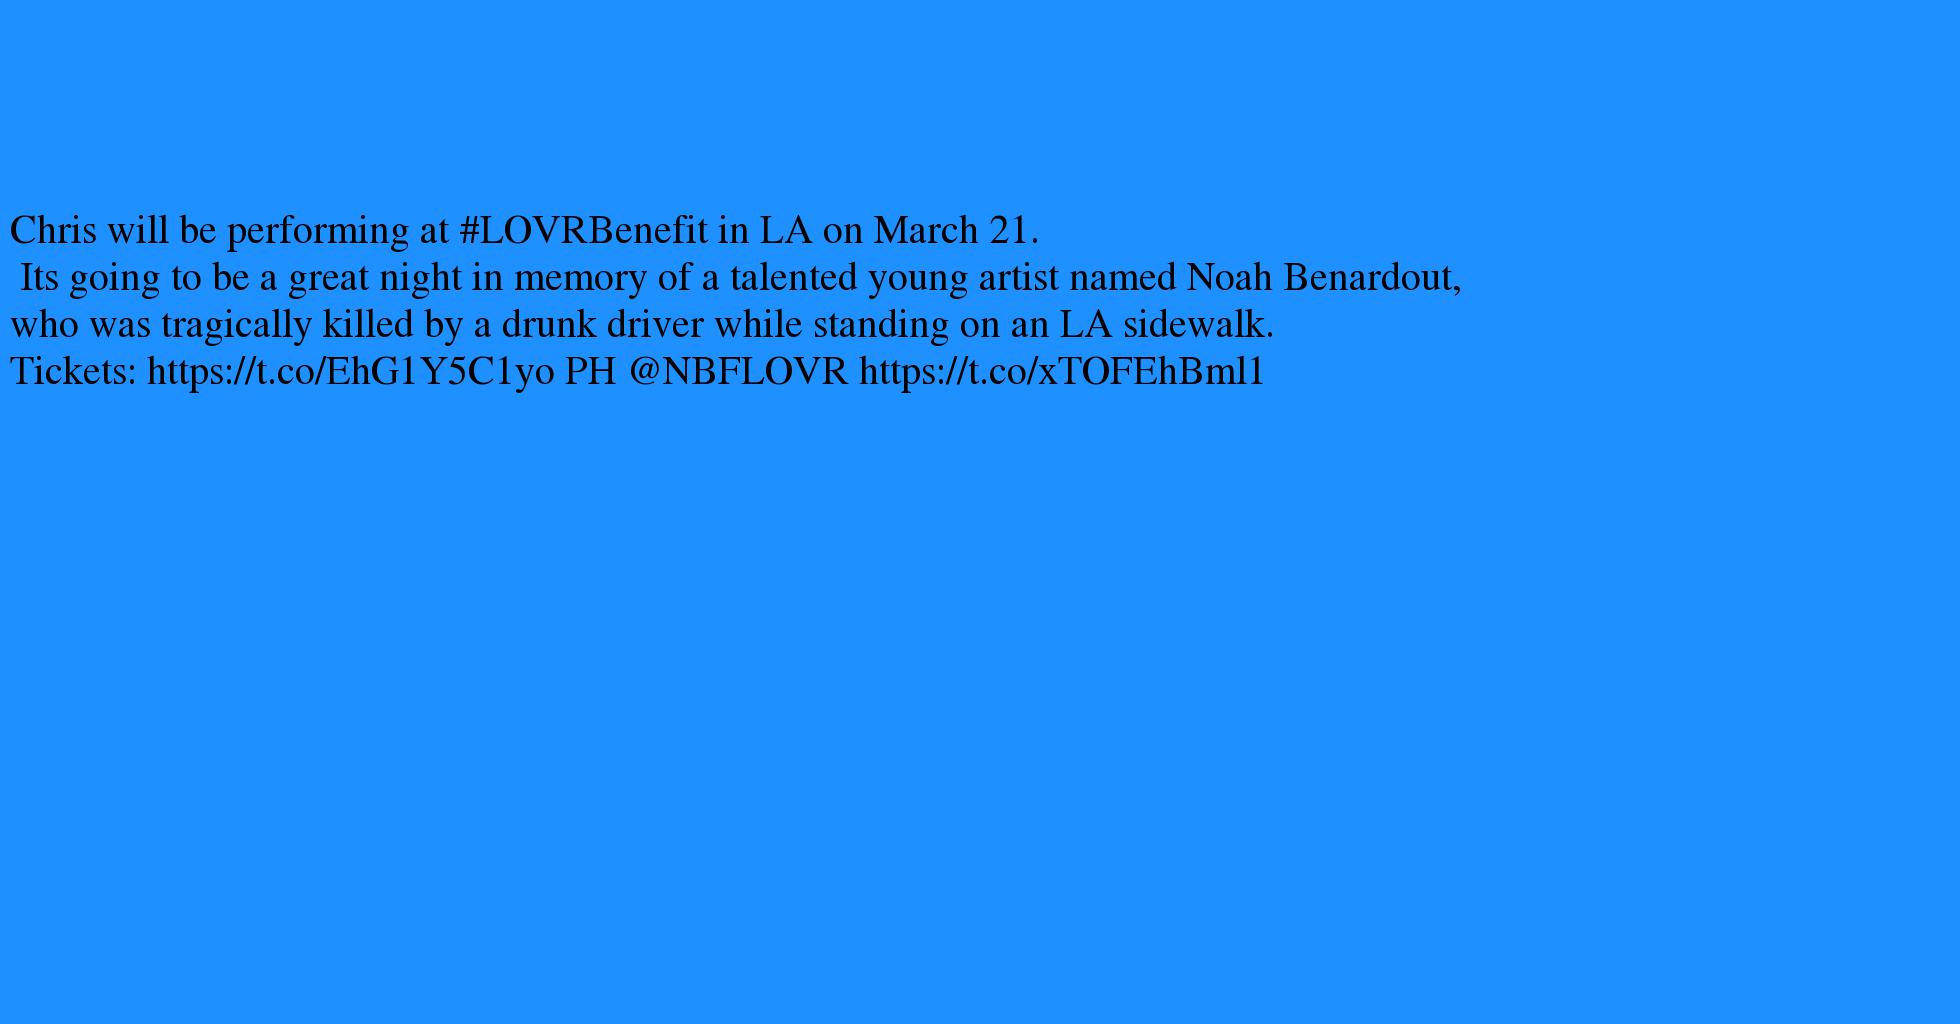 Chris will be performing at #LOVRBenefit in LA on March 21.
Its going to be a great night in memory of a talented young artist named Noah Benardout,
who was tragically killed by a drunk driver while standing on an LA sidewalk.
Tickets: https://t.co/EhG1Y5C1yo PH @NBFLOVR https://t.co/xTOFEhBml1